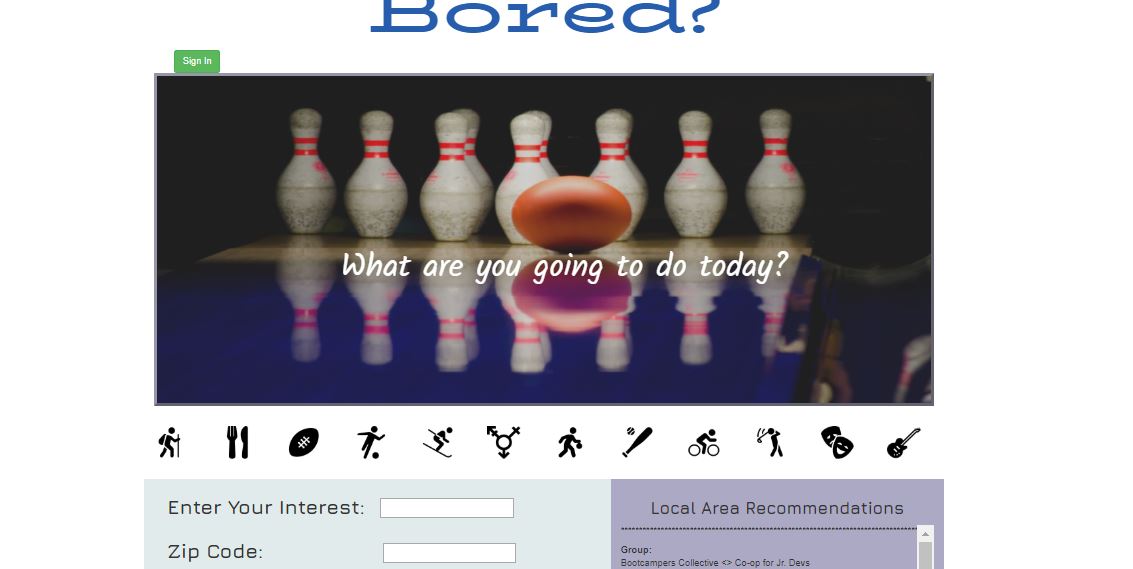 Bored?
Sign In
What are you going to do today?
Enter Your Interest:
Zip Code:
Local Area Recommendations
Group:
Bootcampers Collective <> Co-op for Jr. Devs